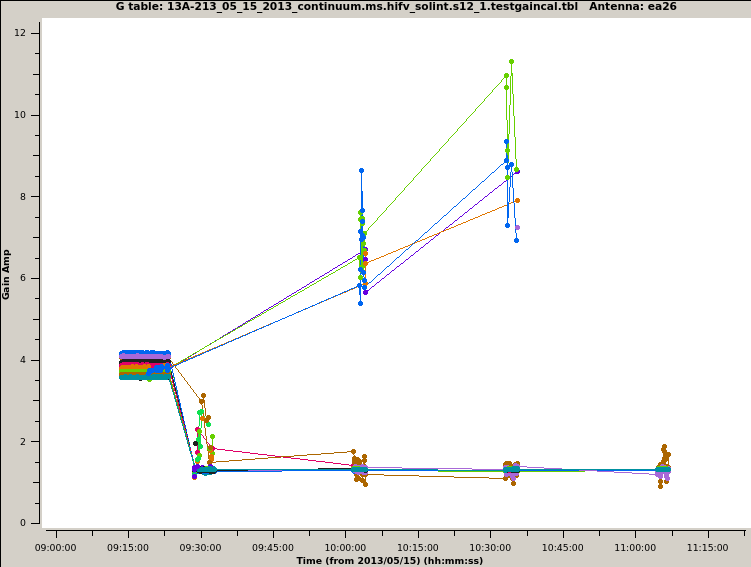 G table: 13A-213_05_15_2013_continuum.ms.hifv_solint.s12_1.testgaincal.tbl   Antenna: ea26
12
10
8
6
4
2
0
Gain Amp
09:00:00 09:15:00 09:30:00 09:45:00 10:00:00 10:15:00 10:30:00 10:45:00 11:00:00 11:15:00
Time (from 2013/05/15) (hh:mm:ss)